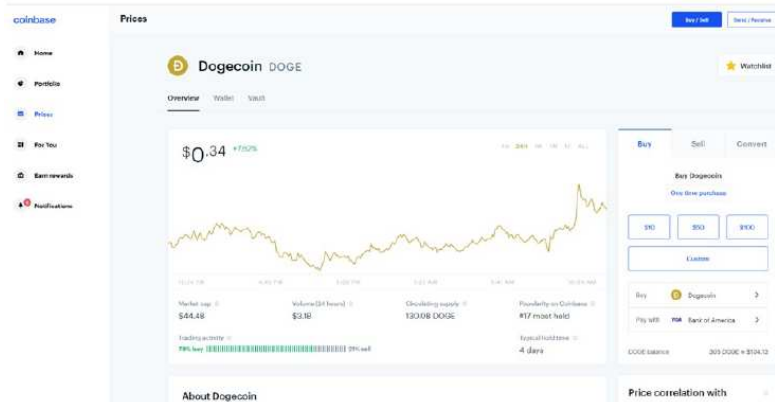 coinbase
Prices
Buy / Sell
Send / Receive
Home
Portfolio
Prices
For You
Earn rewards
Notifications
Dogecoin DOGE
Watchlist
Overview Wallet Vault
$0.34
Buy Sell Convert
Buy Dogecoin
One time purchase
$10 $50 $100
Custom
Buy Dogecoin
Pay with Bank of America
DOGE balance
Market cap
$44.4B
Volume (24 hours)
$3.1B
Circulating supply
130.0B DOGE
Popularity on Coinbase
#17 most held
Trading activity
Typical hold time
4 days
About Dogecoin
Price correlation with